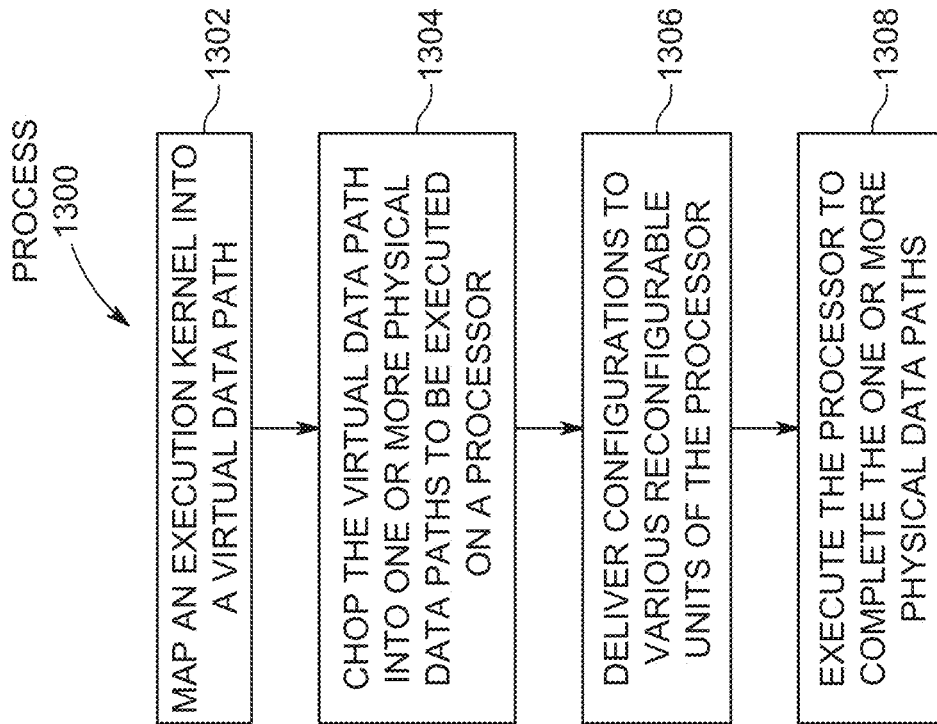 PROCESS
1300
MAP AN EXECUTION KERNEL INTO
A VIRTUAL DATA PATH
1302
CHOP THE VIRTUAL DATA PATH
INTO ONE OR MORE PHYSICAL
DATA PATHS TO BE EXECUTED
ON A PROCESSOR
1304
DELIVER CONFIGURATIONS TO
VARIOUS RECONFIGURABLE
UNITS OF THE PROCESSOR
1306
EXECUTE THE PROCESSOR TO
COMPLETE THE ONE OR MORE
PHYSICAL DATA PATHS
1308